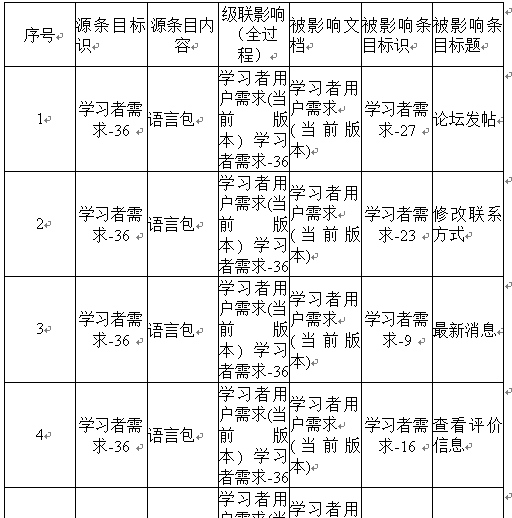 序号
源条目标
识
源条目内
容
级联影响
（全过
程）
被影响文
档
被影响条
目标识
被影响条
目标题
1
学习者需
求-36
语言包
学习者用
户需求(当
前版
本) 学习
者需求-36
学习者用
户需求
(当前版
本)
学习者需
求-27
论坛发帖
2
学习者需
求-36
语言包
学习者用
户需求(当
前版
本) 学习
者需求-36
学习者用
户需求
(当前版
本)
学习者需
求-23
修改联系
方式
3
学习者需
求-36
语言包
学习者用
户需求(当
前版
本) 学习
者需求-36
学习者用
户需求
(当前版
本)
学习者需
求-9
最新消息
4
学习者需
求-36
语言包
学习者用
户需求(当
前版
本) 学习
者需求-36
学习者用
户需求
(当前版
本)
学习者需
求-16
查看评价
信息
学习者用
户需求(当
学习者用
户需求